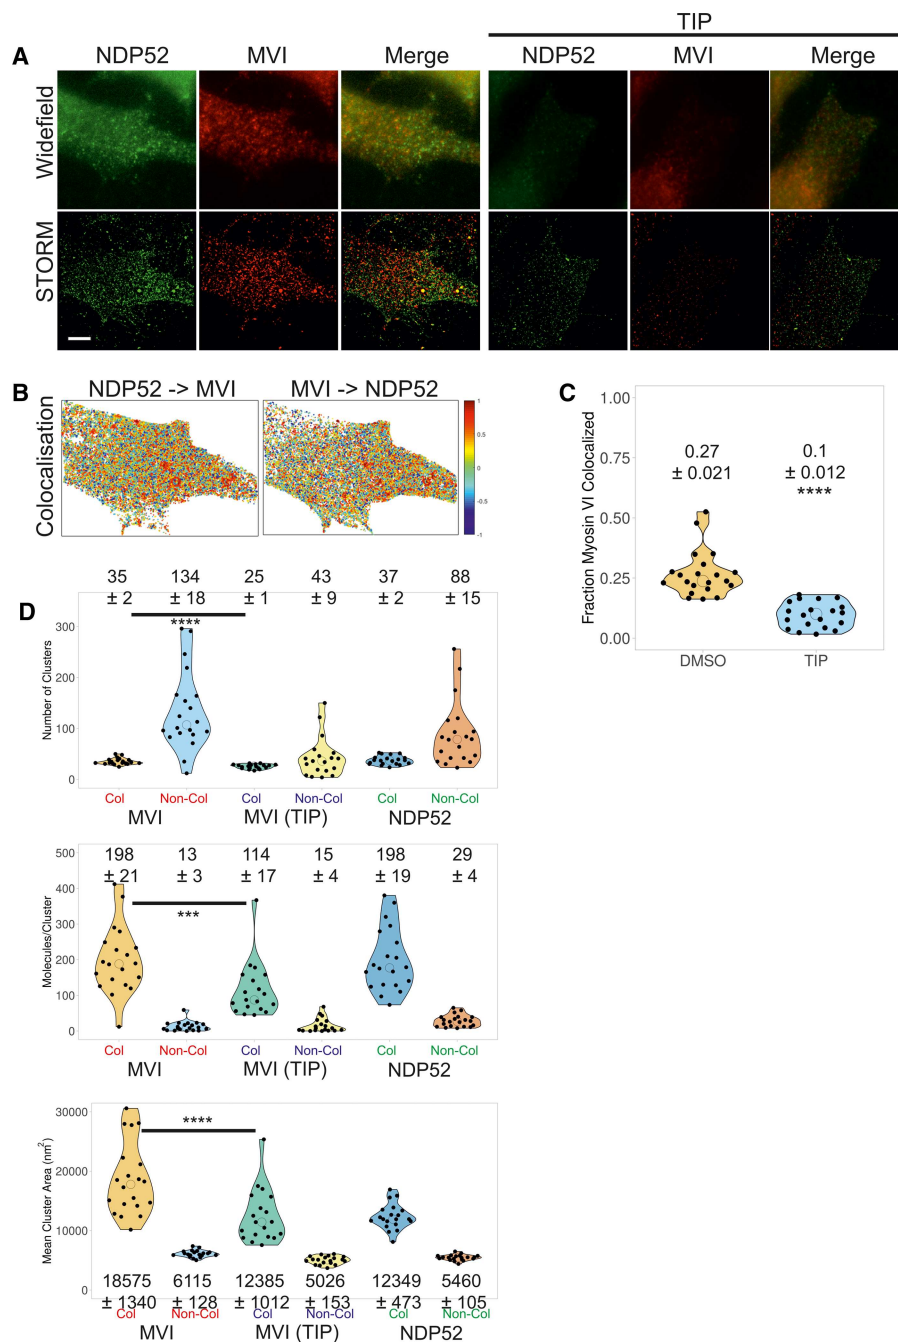 TIP
A
NDP52 MVI Merge NDP52 MVI Merge
Widefield
STORM
B
NDP52 -> MVI MVI -> NDP52
Colocalisation
1
0.5
0
-0.5
-1
C
Fraction Myosin VI Colocalized
1.00
0.75
0.50
0.25
0.00
0.27 0.1
± 0.021 ± 0.012
****
DMSO TIP
D
35 134 25 43 37 88
± 2 ± 18 ± 1 ± 9 ± 2 ± 15
****
Number of Clusters
300
200
100
0
Col Non-Col Col Non-Col Col Non-Col
MVI MVI (TIP) NDP52
198 13 114 15 198 29
± 21 ± 3 ± 17 ± 4 ± 19 ± 4
***
Molecules/Cluster
500
400
300
200
100
0
Col Non-Col Col Non-Col Col Non-Col
MVI MVI (TIP) NDP52
****
Mean Cluster Area (nm²)
30000
20000
10000
0
18575 6115 12385 5026 12349 5460
± 1340 ± 128 ± 1012 ± 153 ± 473 ± 105
Col Non-Col Col Non-Col Col Non-Col
MVI MVI (TIP) NDP52